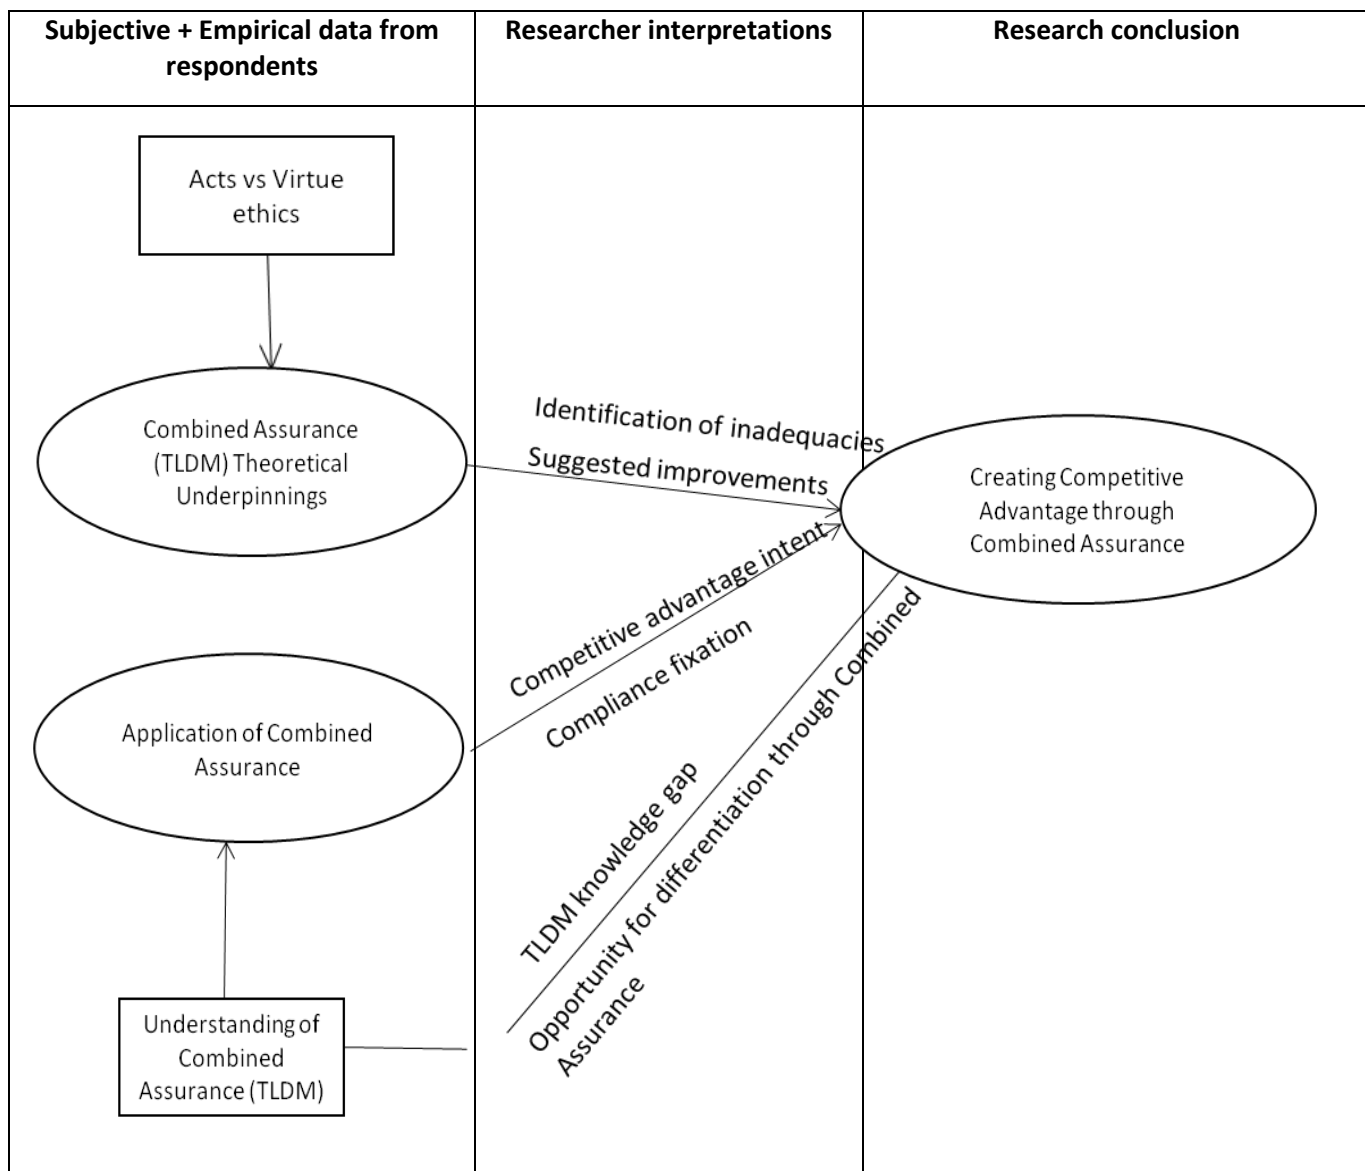 Subjective + Empirical data from
respondents
Researcher interpretations
Research conclusion
Acts vs Virtue
ethics
Combined Assurance
(TLDM) Theoretical
Underpinnings
Identification of inadequacies
Suggested improvements
Creating Competitive
Advantage through
Combined Assurance
Competitive advantage intent
Compliance fixation
Application of Combined
Assurance
TLDM knowledge gap
Opportunity for differentiation through Combined
Assurance
Understanding of
Combined
Assurance (TLDM)